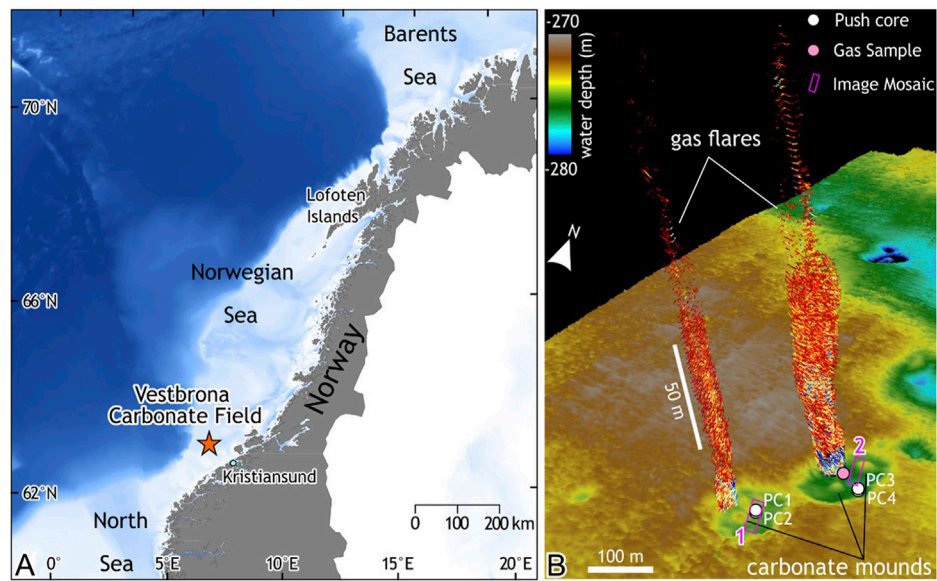 Barents
Sea
70°N
Lofoten
Islands
Norwegian
Sea
66°N
Norway
Vestbrona
Carbonate Field
Kristiansund
62°N
North
Sea
0 100 200 km
A
0°
5°E
10°E
15°E
20°E
-270
water depth (m)
-280
Push core
Gas Sample
Image Mosaic
gas flares
N
50 m
2
PC3
PC4
PC1
PC2
1
B
100 m
carbonate mounds